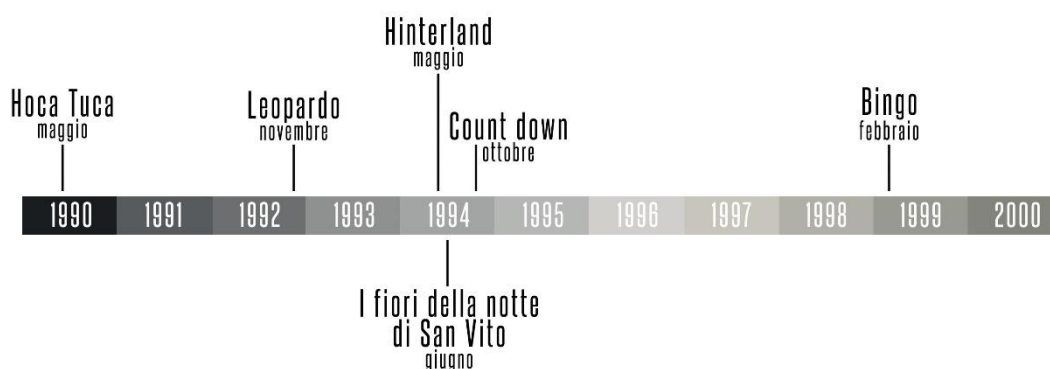 Hinterland
maggio
Hoca Tuca
maggio
Leopardo
novembre
Count down
ottobre
Bingo
febbraio
1990 1991 1992 1993 1994 1995 1996 1997 1998 1999 2000
I fiori della notte
di San Vito
giugno